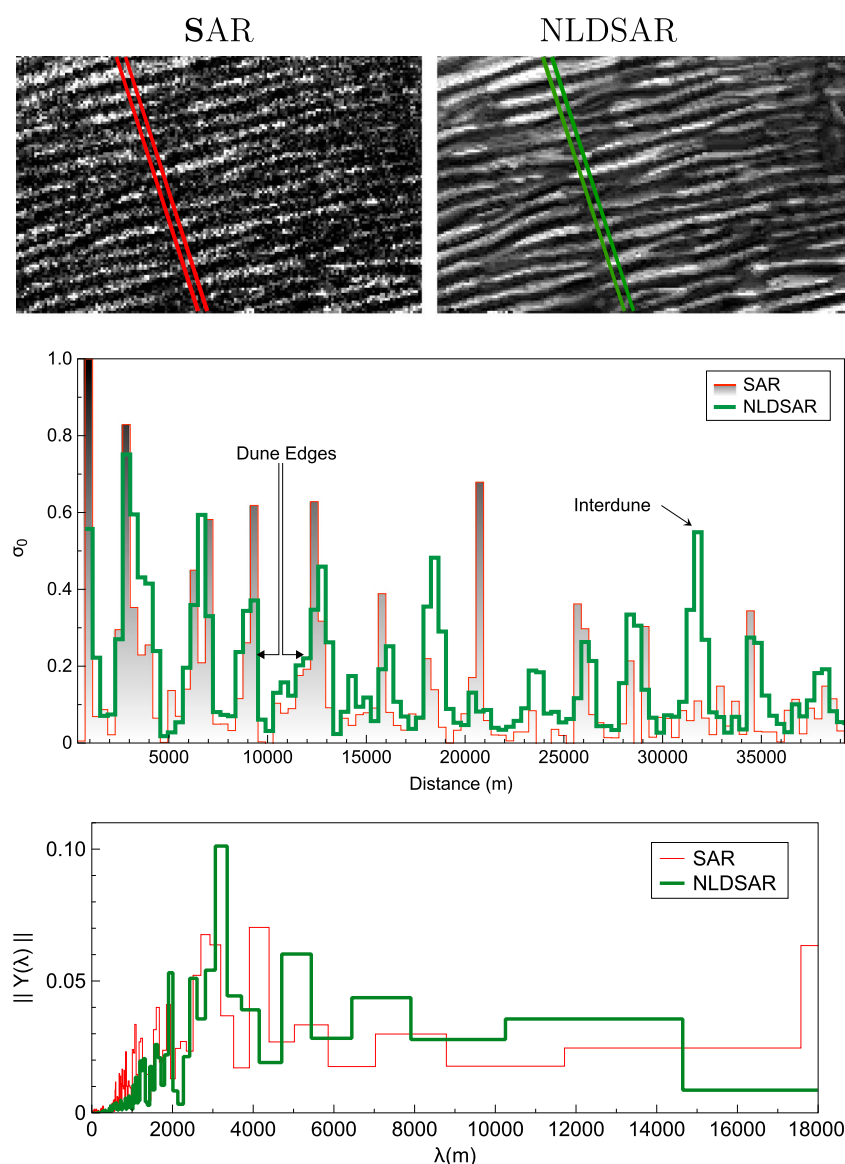 SAR NLDSAR
1.0
SAR
NLDSAR
0.8
Dune Edges
0.6
Interdune
σ0
0.4
0.2
0
5000 10000 15000 20000 25000 30000 35000
Distance (m)
0.10
SAR
NLDSAR
|| Y(λ) ||
0.05
0
0 2000 4000 6000 8000 10000 12000 14000 16000 18000
λ(m)